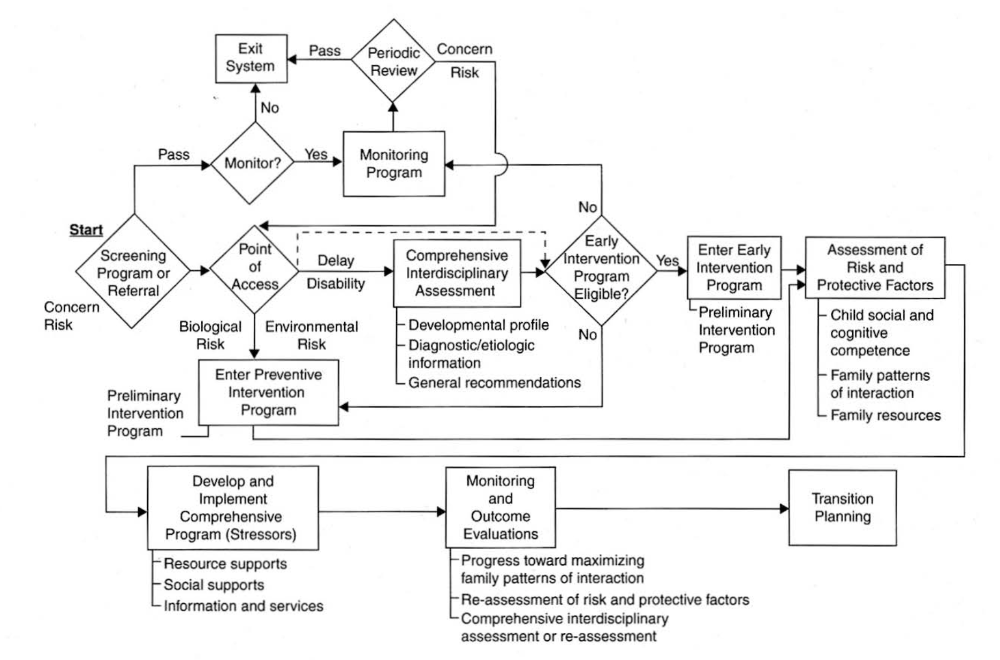 Exit
System
Pass
Periodic
Review
Concern
Risk
No
Pass
Monitor?
Yes
Monitoring
Program
No
Start
Screening
Program or
Referral
Concern
Risk
Point
of
Access
Delay
Disability
Comprehensive
Interdisciplinary
Assessment
Early
Intervention
Program
Eligible?
Yes
Enter Early
Intervention
Program
Assessment of
Risk and
Protective Factors
Biological
Risk
Environmental
Risk
Developmental profile
Diagnostic/etiologic
information
General recommendations
No
Preliminary
Intervention
Program
Child social and
cognitive
competence
Family patterns
of interaction
Family resources
Enter Preventive
Intervention
Program
Preliminary
Intervention
Program
Develop and
Implement
Comprehensive
Program (Stressors)
Resource supports
Social supports
Information and services
Monitoring
and
Outcome
Evaluations
Progress toward maximizing
family patterns of interaction
Re-assessment of risk and protective factors
Comprehensive interdisciplinary
assessment or re-assessment
Transition
Planning